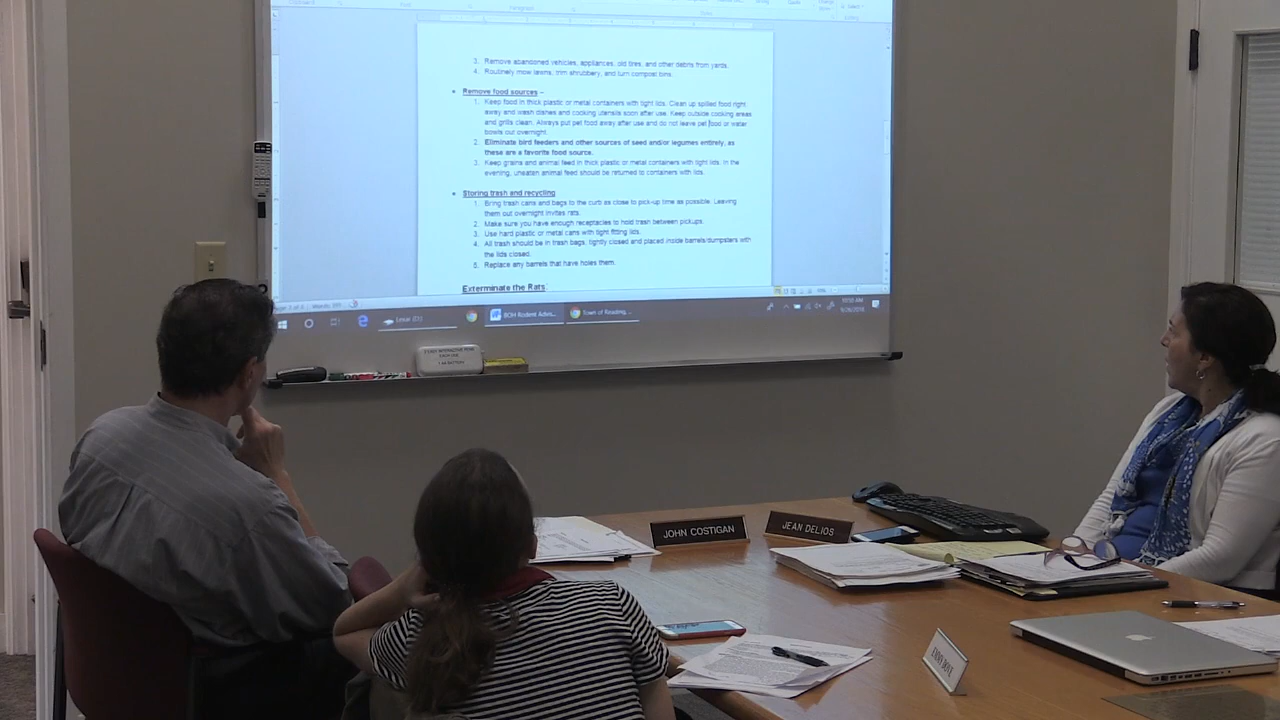 3. Remove abandoned vehicles, appliances, old tires, and other debris from yards.
4. Routinely mow lawns, trim shrubbery, and turn compost bins.
• Remove food sources –
1. Keep food in thick plastic or metal containers with tight lids. Clean up spilled food right
away and wash dishes and cooking utensils soon after use. Keep outside cooking areas
and grills clean. Always put pet food away after use and do not leave pet food or water
bowls out overnight.
2. Eliminate bird feeders and other sources of seed and/or legumes entirely, as
these are a favorite food source.
3. Keep grains and animal feed in thick plastic or metal containers with tight lids. In the
evening, uneaten animal feed should be returned to containers with lids.
• Storing trash and recycling
1. Bring trash cans and bags to the curb as close to pick-up time as possible. Leaving
them out overnight invites rats.
2. Make sure you have enough receptacles to hold trash between pickups.
3. Use hard plastic or metal cans with tight fitting lids.
4. All trash should be in trash bags, tightly closed and placed inside barrels/dumpsters with
the lids closed.
5. Replace any barrels that have holes them.
Exterminate the Rats:
Lexar
BOH Rodent Advis...
Town of Reading,...
JOHN COSTIGAN
JEAN DELIOS